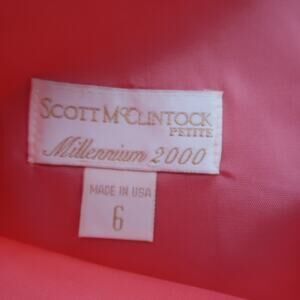 SCOTT MCCLINTOCK
PETITE
Millennium 2000
MADE IN USA
6